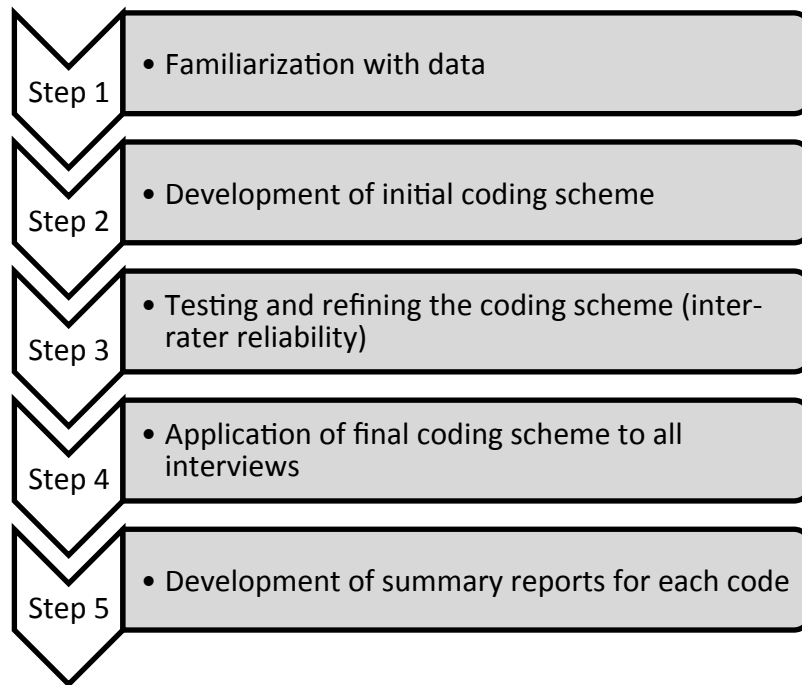 Step 1
• Familiarization with data
Step 2
• Development of initial coding scheme
Step 3
• Testing and refining the coding scheme (inter-
rater reliability)
Step 4
• Application of final coding scheme to all
interviews
Step 5
• Development of summary reports for each code